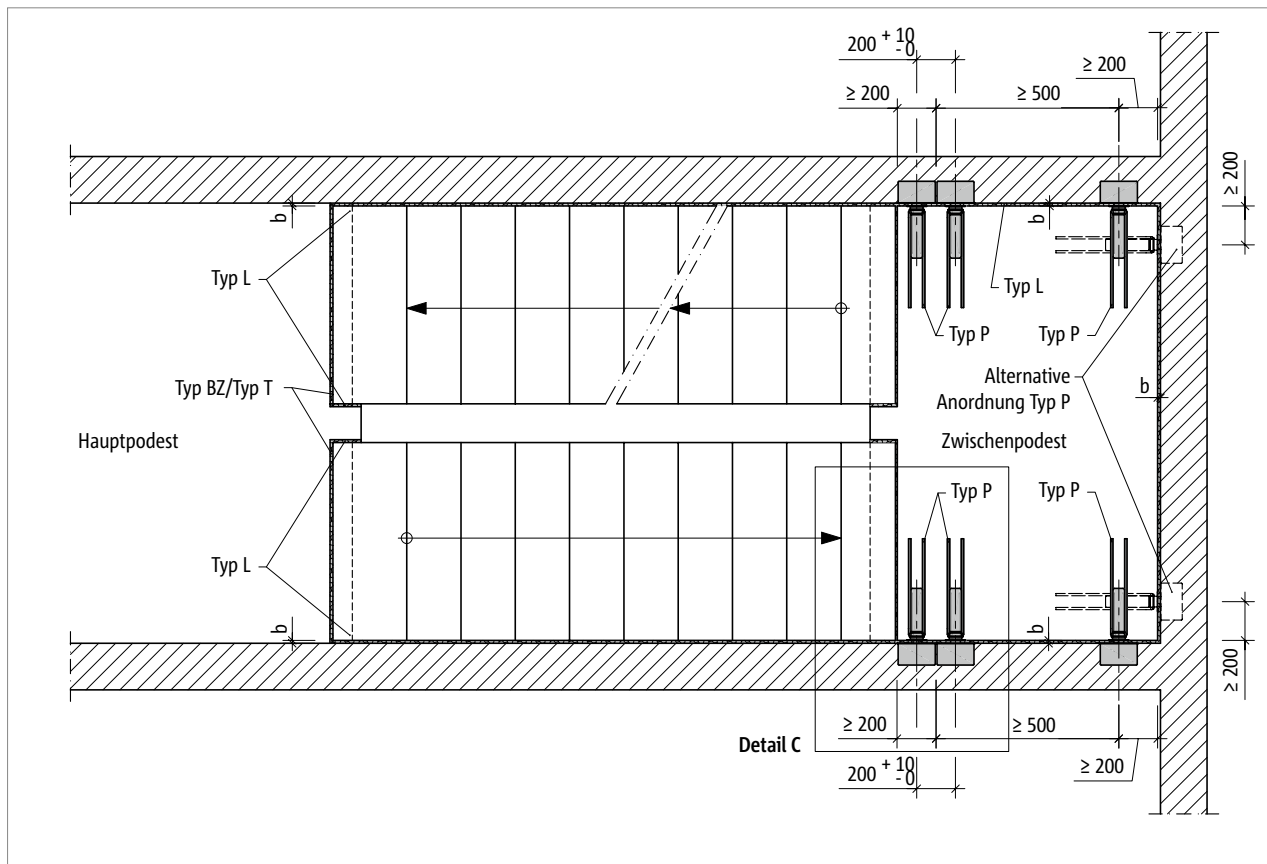 200 + 10 - 0
≥ 200
≥ 200
≥ 500
≥ 200
b
b
Typ L
Typ L
Typ P
Typ P
Typ BZ/Typ T
Alternative
Anordnung Typ P
b
Hauptpodest
Zwischenpodest
Typ P
Typ P
Typ L
b
b
≥ 200
≥ 200
≥ 500
Detail C
≥ 200
200 + 10 - 0